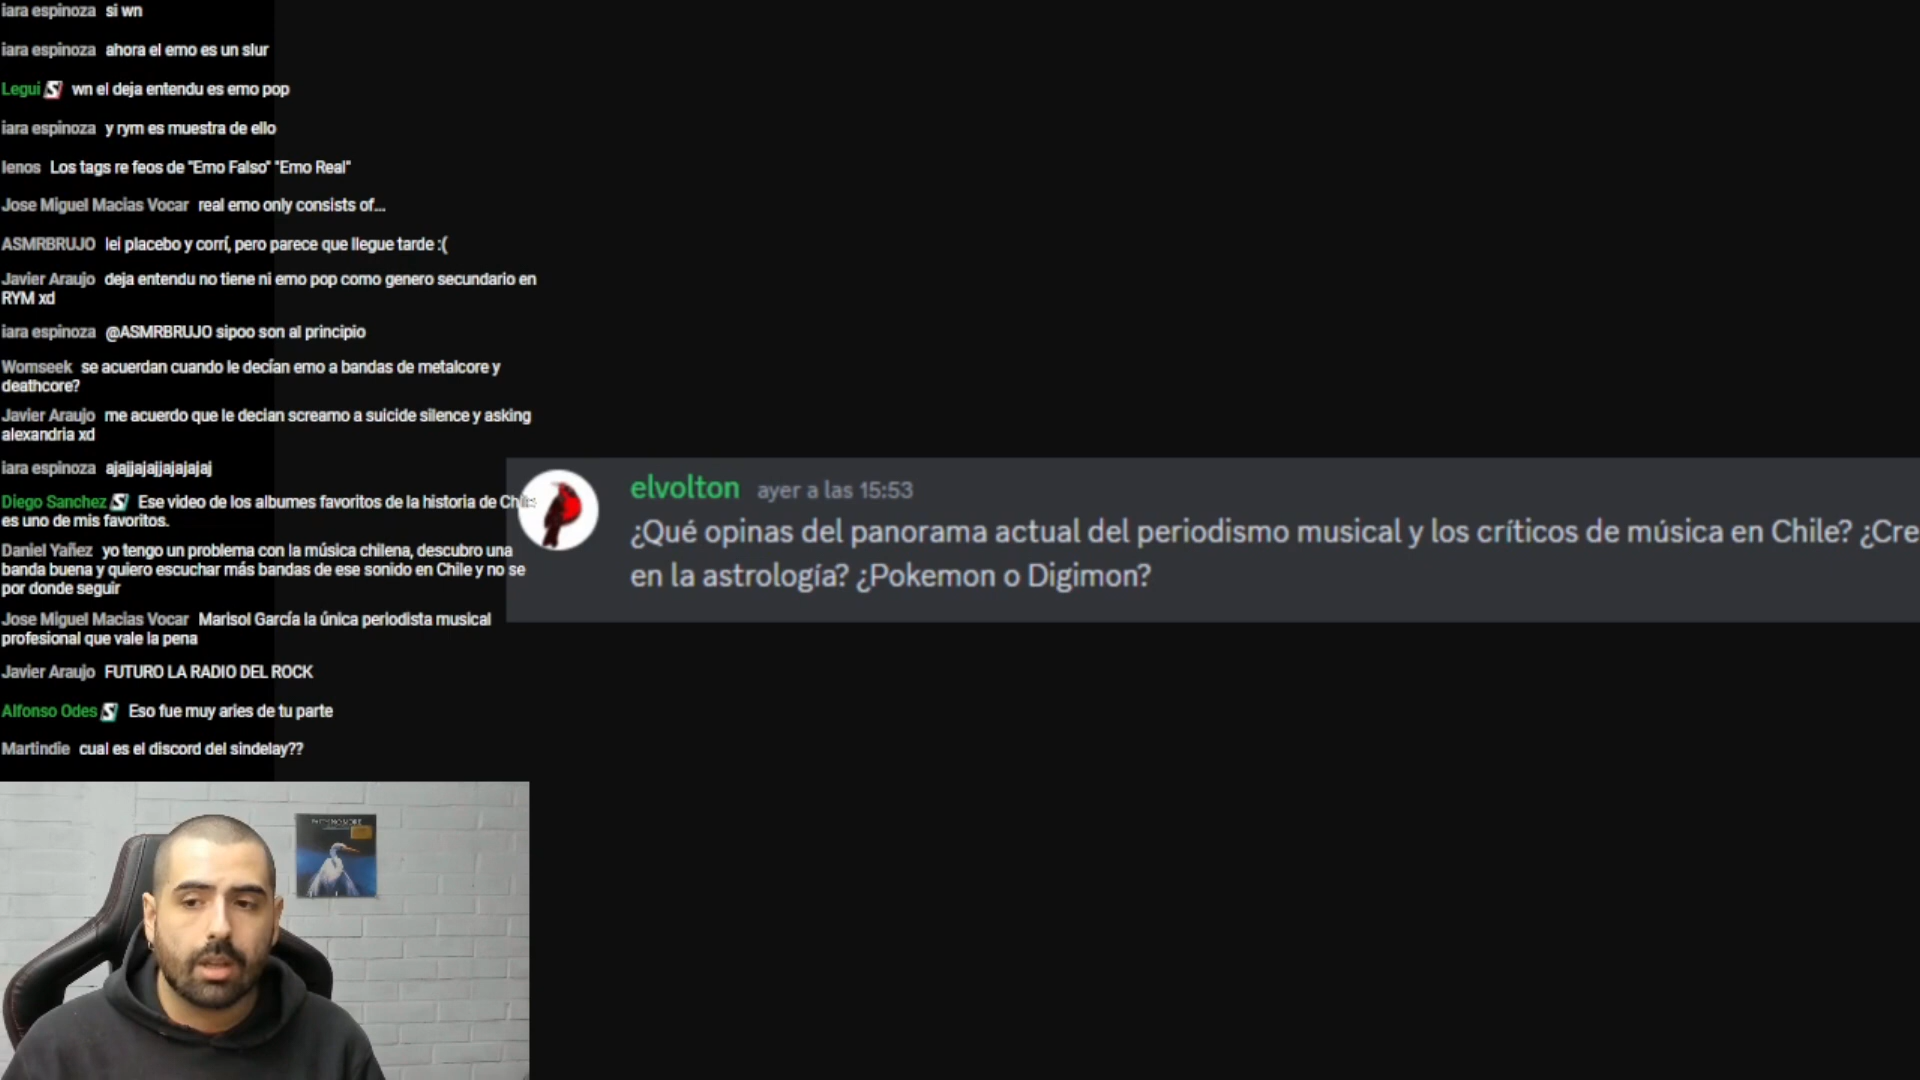 iara espinoza si wn
iara espinoza ahora el emo es un slur
Legui wn el deja entendu es emo pop
iara espinoza y rym es muestra de ello
lenos Los tags re feos de "Emo Falso" "Emo Real"
Jose Miguel Macias Vocar real emo only consists of...
ASMRBRUJO lei placebo y corrí, pero parece que llegue tarde :(
Javier Araujo deja entendu no tiene ni emo pop como genero secundario en
RYM xd
iara espinoza @ASMRBRUJO sipoo son al principio
Womseek se acuerdan cuando le decían emo a bandas de metalcore y
deathcore?
Javier Araujo me acuerdo que le decian screamo a suicide silence y asking
alexandria xd
iara espinoza ajajjajajjajajajaj
Diego Sanchez Ese video de los albumes favoritos de la historia de Chile
es uno de mis favoritos.
Daniel Yañez yo tengo un problema con la música chilena, descubro una
banda buena y quiero escuchar más bandas de ese sonido en Chile y no se
por donde seguir
Jose Miguel Macias Vocar Marisol García la única periodista musical
profesional que vale la pena
Javier Araujo FUTURO LA RADIO DEL ROCK
Alfonso Odes Eso fue muy aries de tu parte
Martindie cual es el discord del sindelay??
elvolton ayer a las 15:53
¿Qué opinas del panorama actual del periodismo musical y los críticos de música en Chile? ¿Cre
en la astrología? ¿Pokemon o Digimon?
FAITH NO MORE